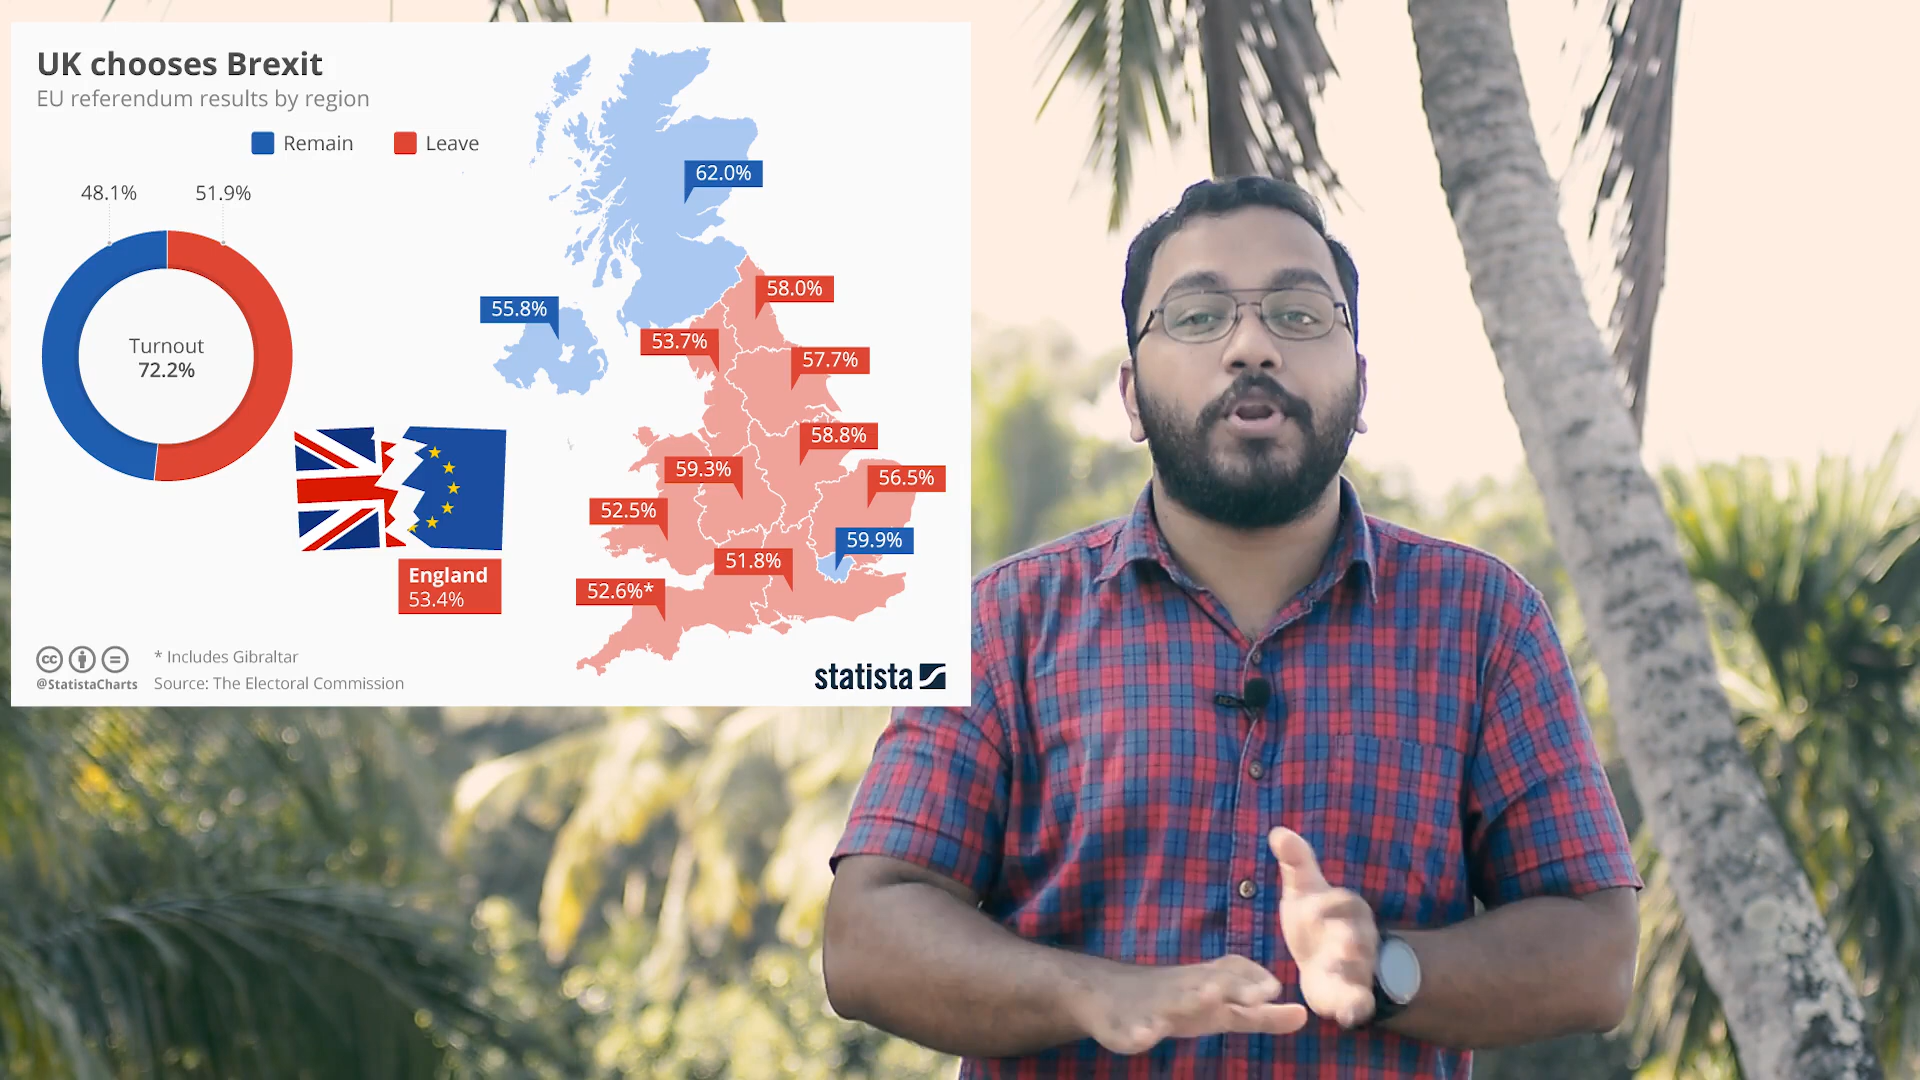 UK chooses Brexit
EU referendum results by region
Remain
Leave
48.1%
51.9%
Turnout
72.2%
62.0%
58.0%
55.8%
53.7%
57.7%
58.8%
59.3%
56.5%
52.5%
59.9%
51.8%
52.6%*
England
53.4%
* Includes Gibraltar
@StatistaCharts
Source: The Electoral Commission
cc
statista